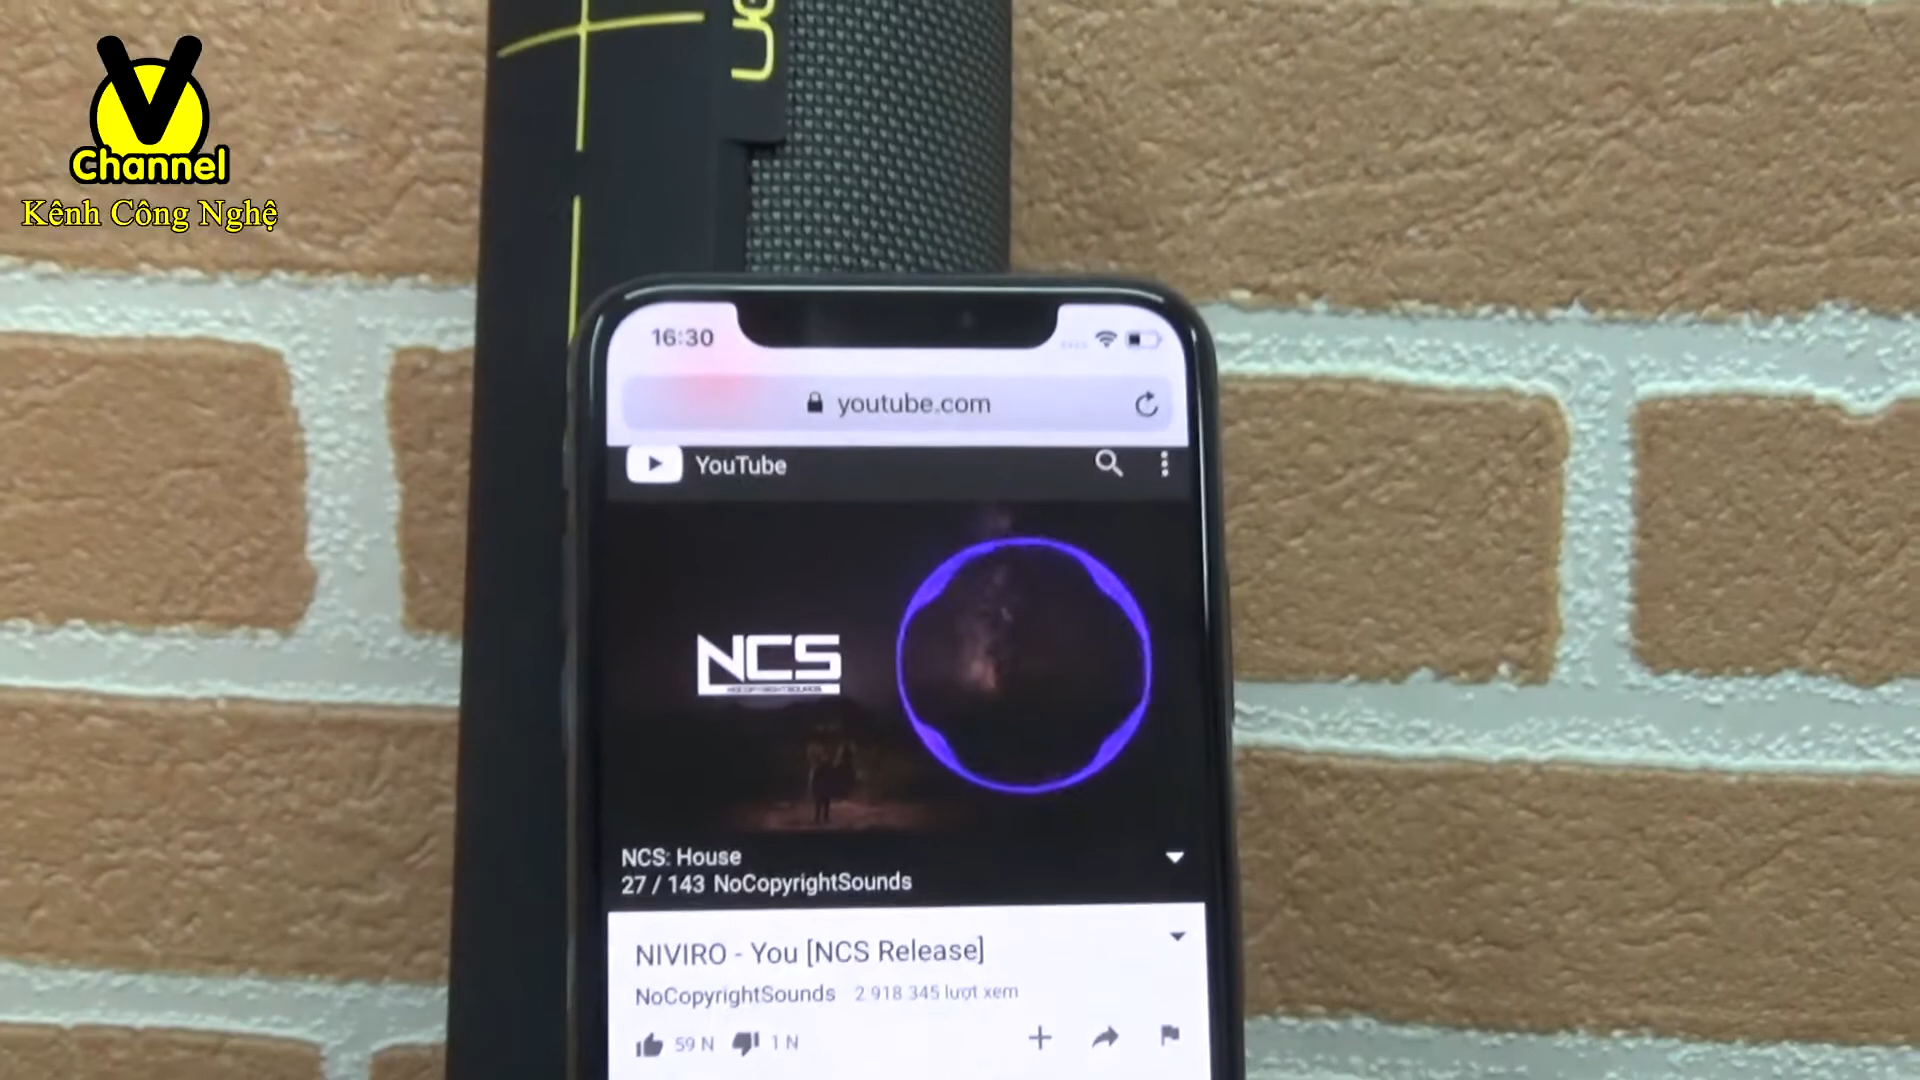 V
Channel
Kênh Công Nghệ
16:30
youtube.com
YouTube
NCS
NOCOPYRIGHTSOUNDS
NCS: House
27 / 143 NoCopyrightSounds
NIVIRO - You [NCS Release]
NoCopyrightSounds 2 918 345 lượt xem
59 N 1 N